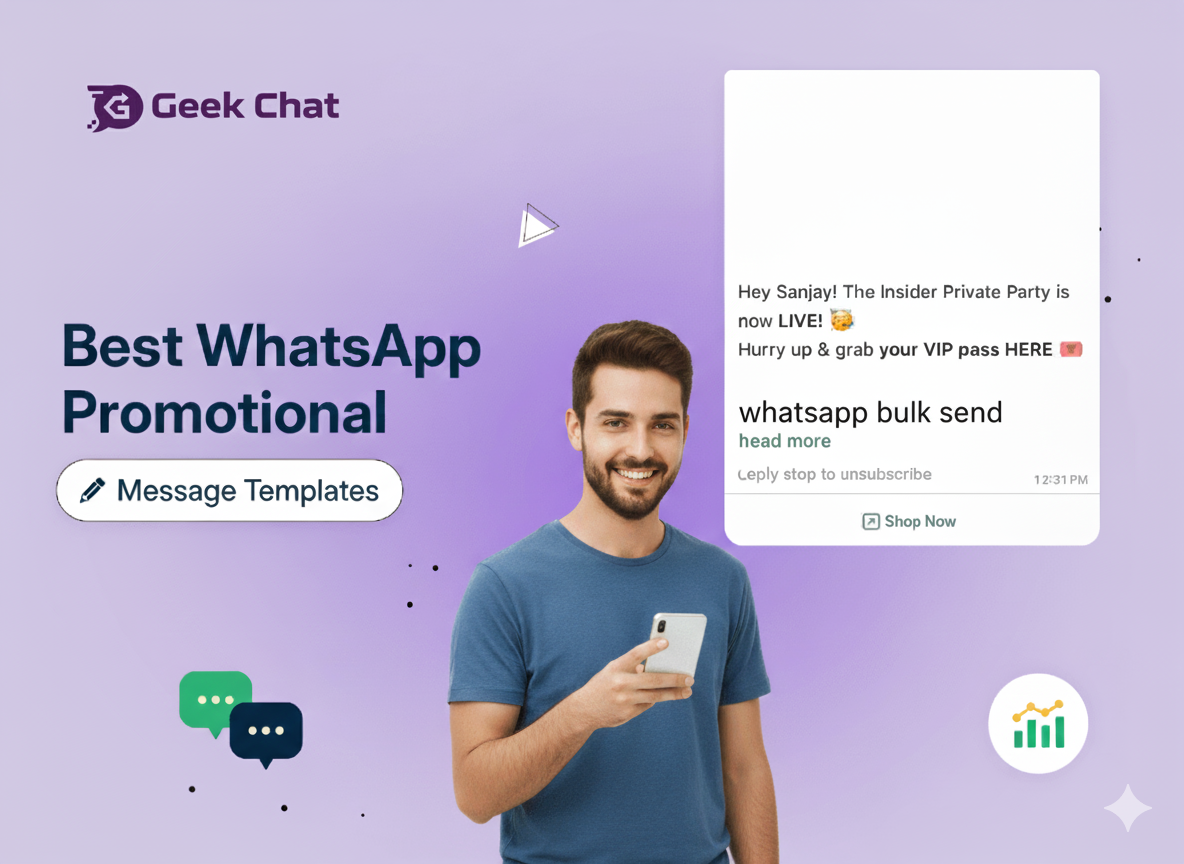 Geek Chat
Best WhatsApp
Promotional
Message Templates
Hey Sanjay! The Insider Private Party is
now LIVE! 🥳
Hurry up & grab your VIP pass HERE 🎟️
whatsapp bulk send
head more
Leply stop to unsubscribe
12:31 PM
Shop Now